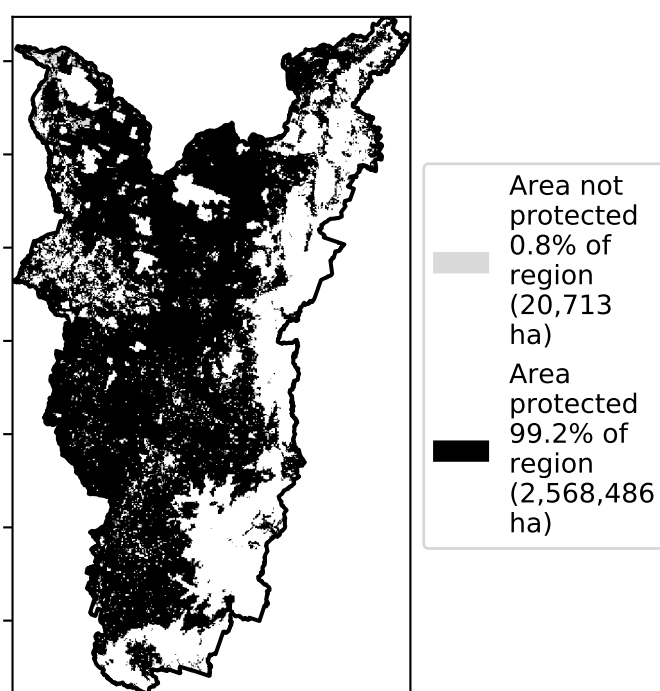 Area not
protected
0.8% of
region
(20,713
ha)
Area
protected
99.2% of
region
(2,568,486
ha)